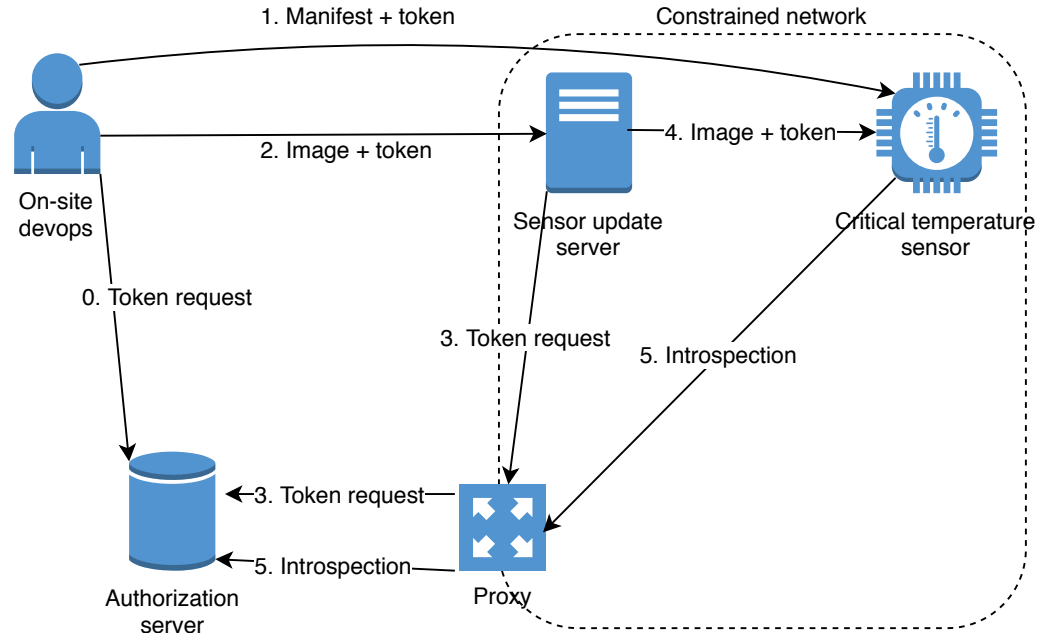 1. Manifest + token
Constrained network
2. Image + token
4. Image + token
On-site
devops
Sensor update
server
Critical temperature
sensor
0. Token request
3. Token request
5. Introspection
3. Token request
5. Introspection
Proxy
Authorization
server